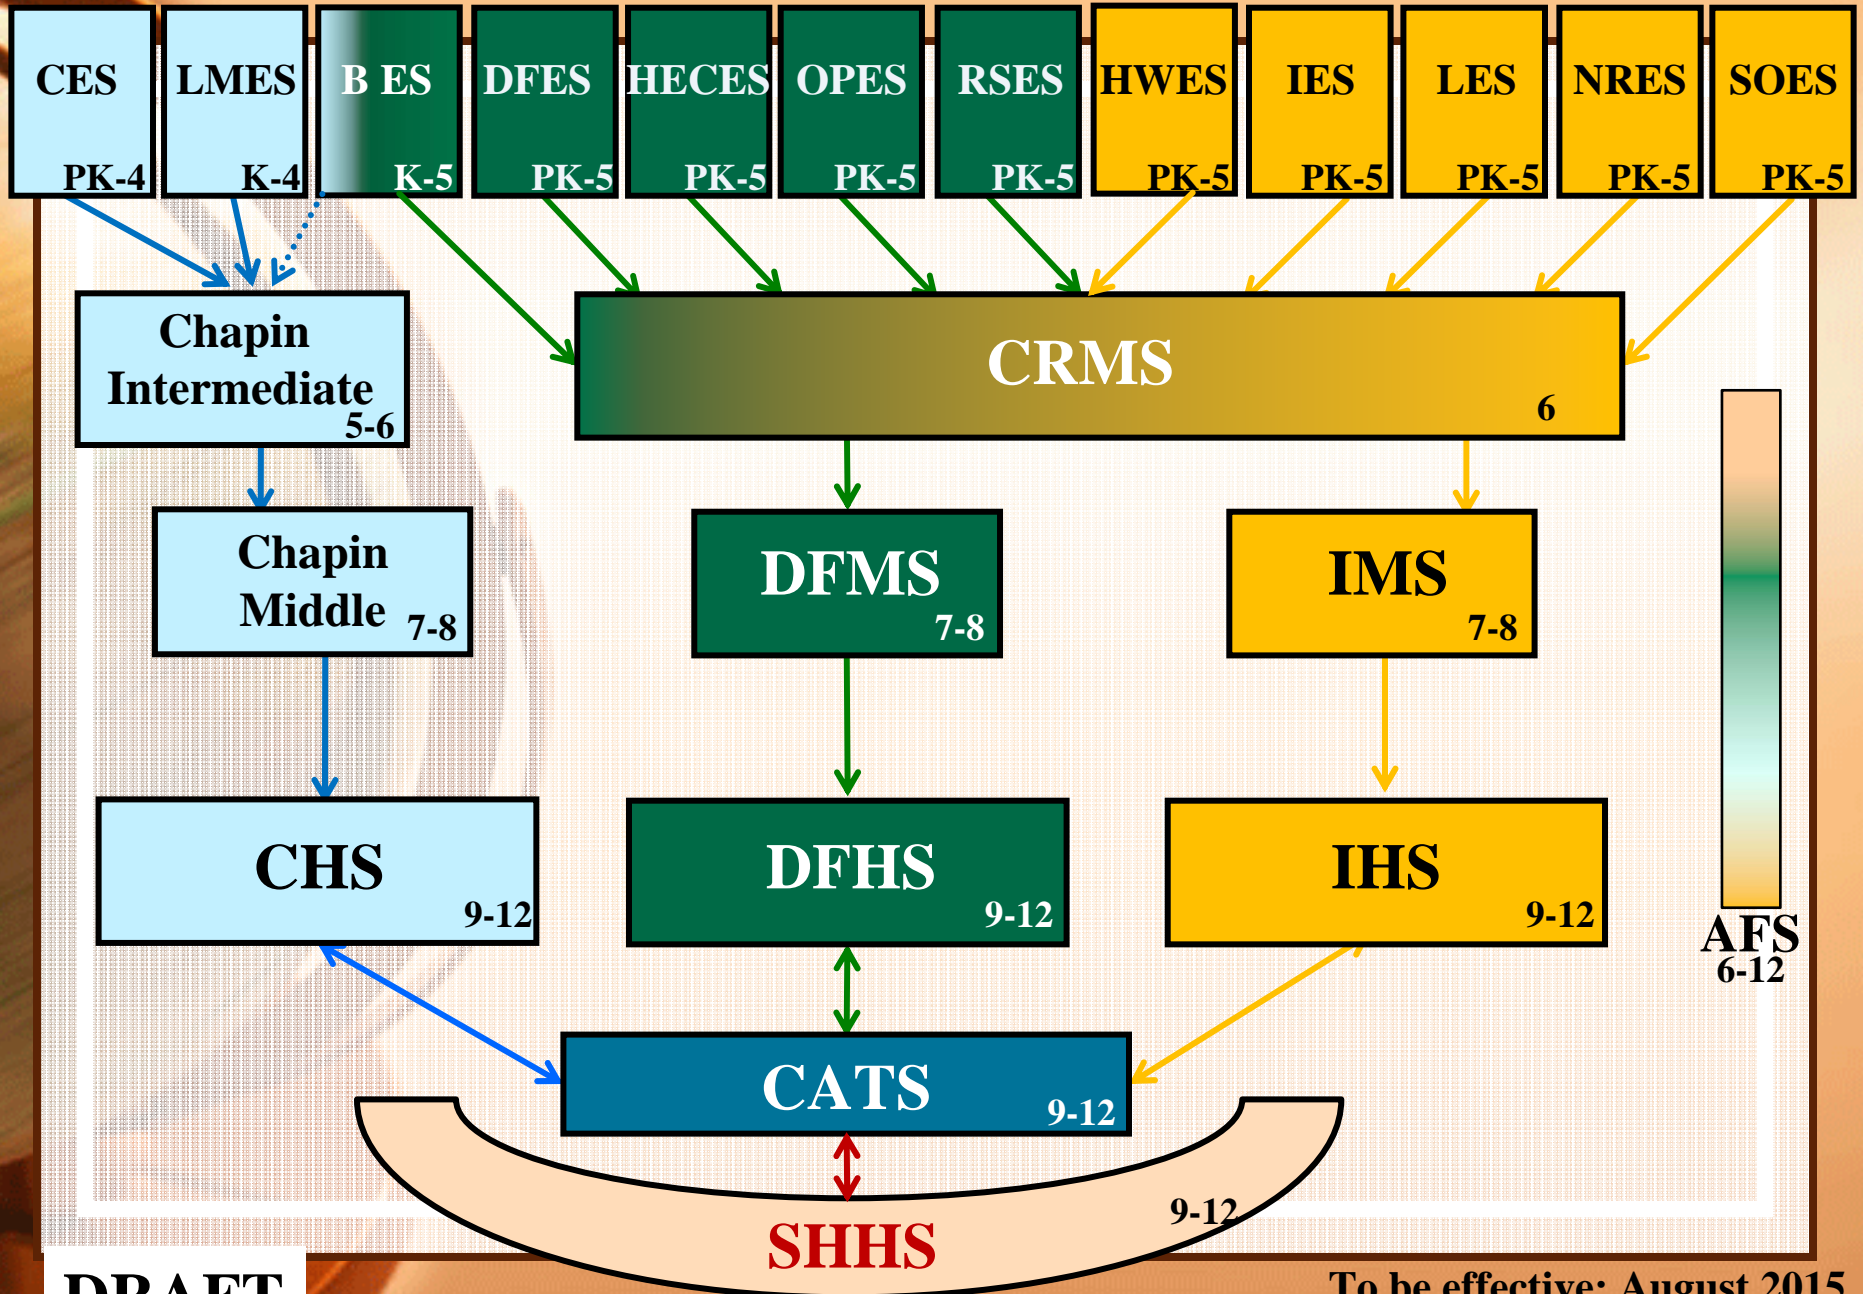 CES
PK-4
LMES
K-4
B ES
K-5
DFES
PK-5
HECES
PK-5
OPES
PK-5
RSES
PK-5
HWES
PK-5
IES
PK-5
LES
PK-5
NRES
PK-5
SOES
PK-5
Chapin
Intermediate
5-6
CRMS
6
Chapin
Middle
7-8
DFMS
7-8
IMS
7-8
CHS
9-12
DFHS
9-12
IHS
9-12
AFS
6-12
CATS
9-12
SHHS
9-12
DRAFT
To be effective: August 2015